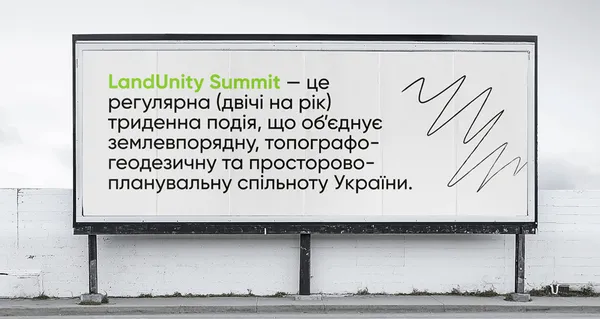 LandUnity Summit — це
регулярна (двічі на рік)
триденна подія, що об’єднує
землевпорядну, топографо-
геодезичну та просторово-
планувальну спільноту України.